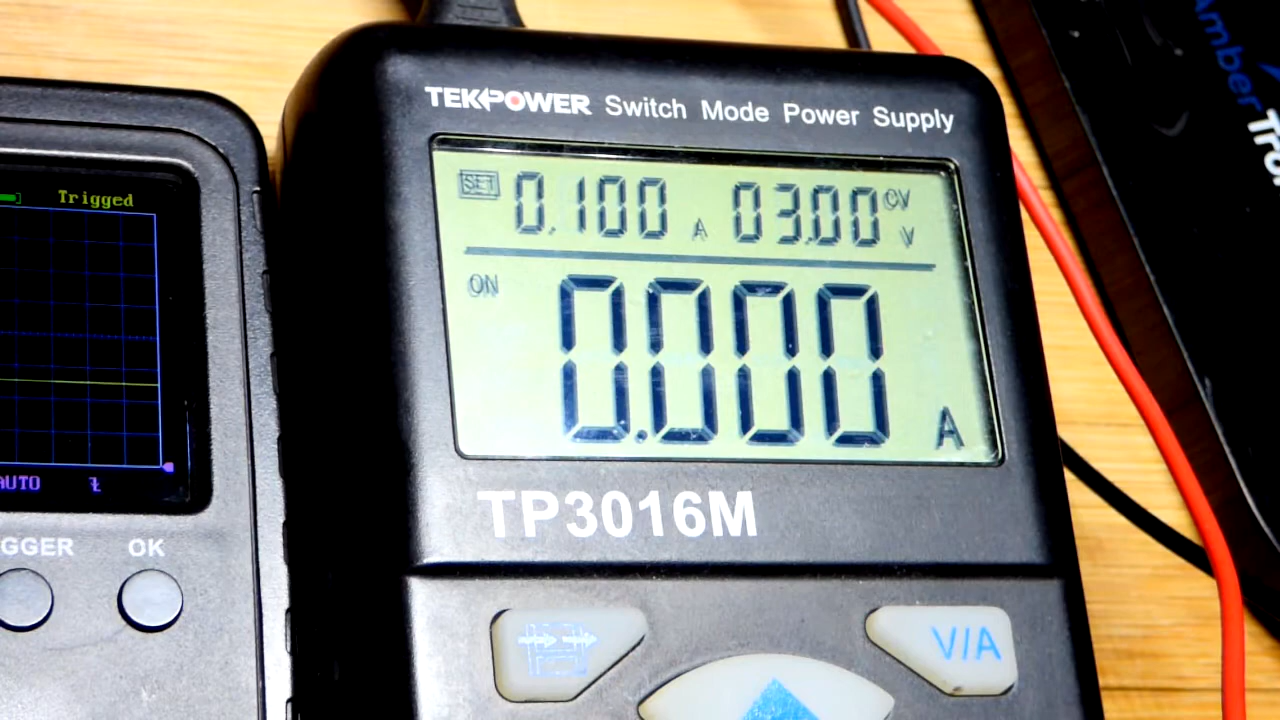 TEKPOWER Switch Mode Power Supply
SET 0.100 A 03.00 CV V
ON 0.000 A
TP3016M
V/A
Trigged
AUTO
GGER OK
Amber